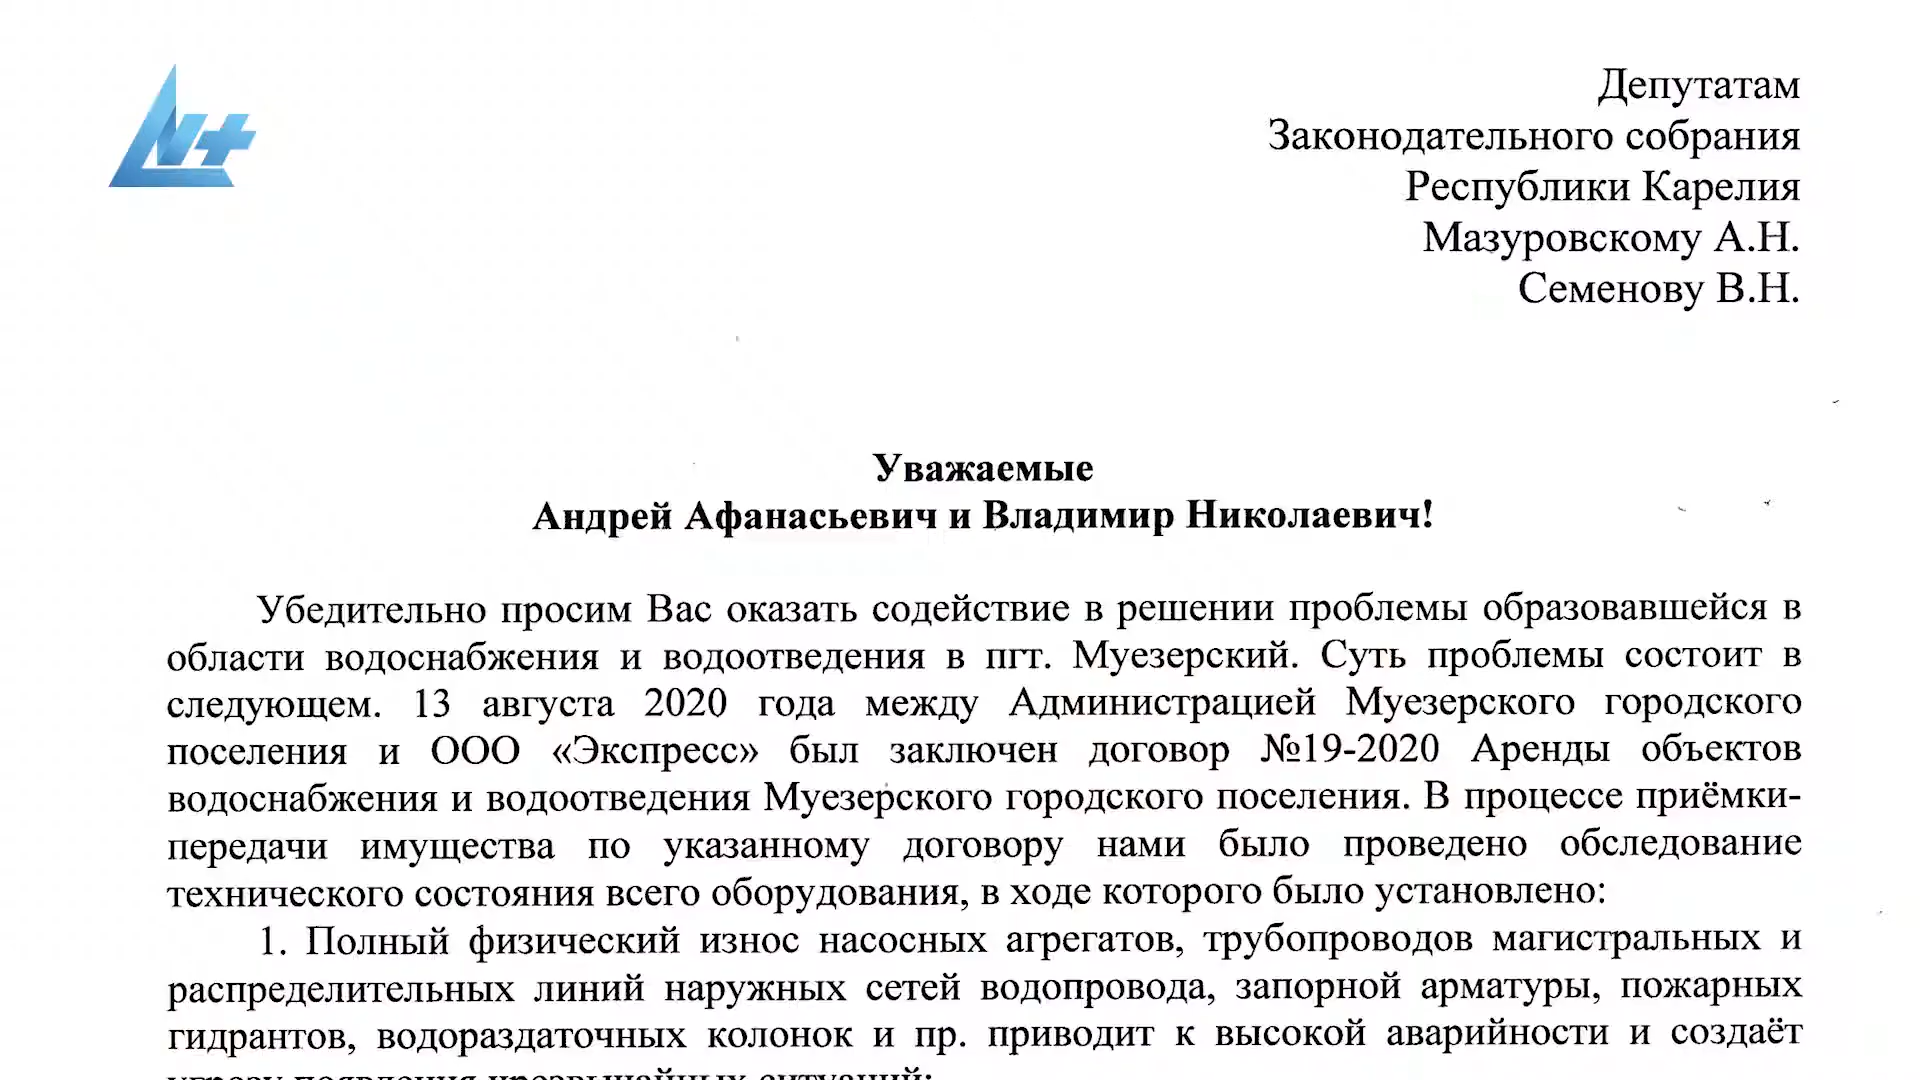 Депутатам
Законодательного собрания
Республики Карелия
Мазуровскому А.Н.
Семенову В.Н.
Уважаемые
Андрей Афанасьевич и Владимир Николаевич!
Убедительно просим Вас оказать содействие в решении проблемы образовавшейся в
области водоснабжения и водоотведения в пгт. Муезерский. Суть проблемы состоит в
следующем. 13 августа 2020 года между Администрацией Муезерского городского
поселения и ООО «Экспресс» был заключен договор №19-2020 Аренды объектов
водоснабжения и водоотведения Муезерского городского поселения. В процессе приёмки-
передачи имущества по указанному договору нами было проведено обследование
технического состояния всего оборудования, в ходе которого было установлено:
1. Полный физический износ насосных агрегатов, трубопроводов магистральных и
распределительных линий наружных сетей водопровода, запорной арматуры, пожарных
гидрантов, водораздаточных колонок и пр. приводит к высокой аварийности и создаёт
угрозу появления чрезвычайных ситуаций;